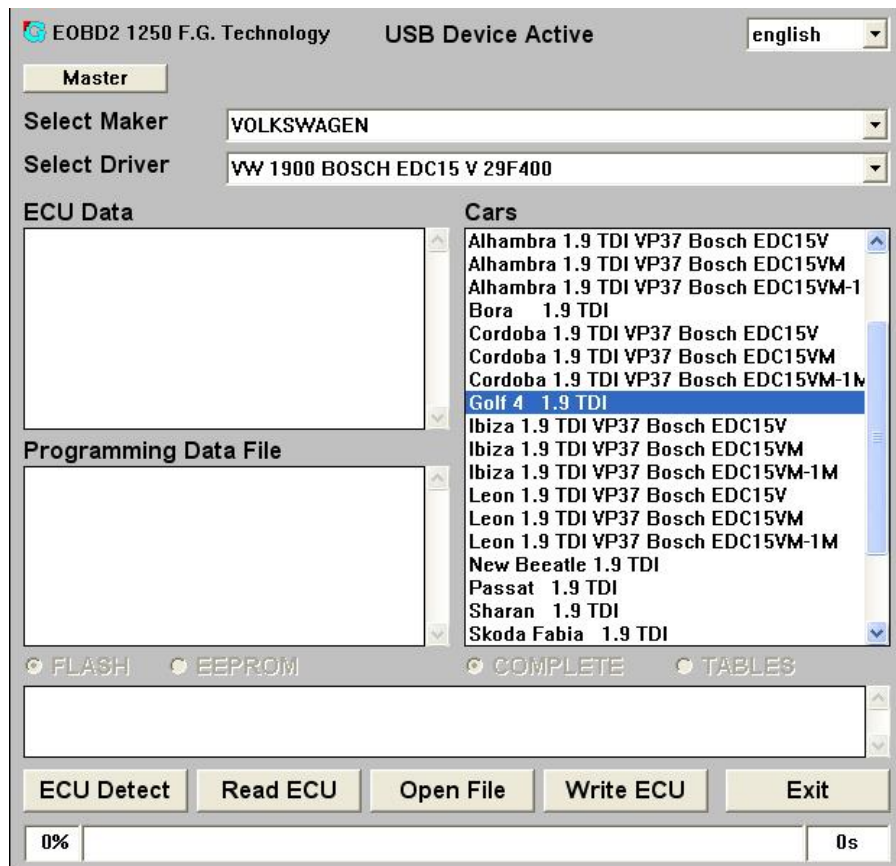 EOBD2 1250 F.G. Technology USB Device Active english
Master
Select Maker VOLKSWAGEN
Select Driver VW 1900 BOSCH EDC15 V 29F400
ECU Data Cars
Alhambra 1.9 TDI VP37 Bosch EDC15V
Alhambra 1.9 TDI VP37 Bosch EDC15VM
Alhambra 1.9 TDI VP37 Bosch EDC15VM-1
Bora 1.9 TDI
Cordoba 1.9 TDI VP37 Bosch EDC15V
Cordoba 1.9 TDI VP37 Bosch EDC15VM
Cordoba 1.9 TDI VP37 Bosch EDC15VM-1M
Golf 4 1.9 TDI
Ibiza 1.9 TDI VP37 Bosch EDC15V
Ibiza 1.9 TDI VP37 Bosch EDC15VM
Ibiza 1.9 TDI VP37 Bosch EDC15VM-1M
Leon 1.9 TDI VP37 Bosch EDC15V
Leon 1.9 TDI VP37 Bosch EDC15VM
Leon 1.9 TDI VP37 Bosch EDC15VM-1M
New Beeatle 1.9 TDI
Passat 1.9 TDI
Sharan 1.9 TDI
Skoda Fabia 1.9 TDI
Programming Data File
FLASH EEPROM COMPLETE TABLES
ECU Detect Read ECU Open File Write ECU Exit
0% 0s